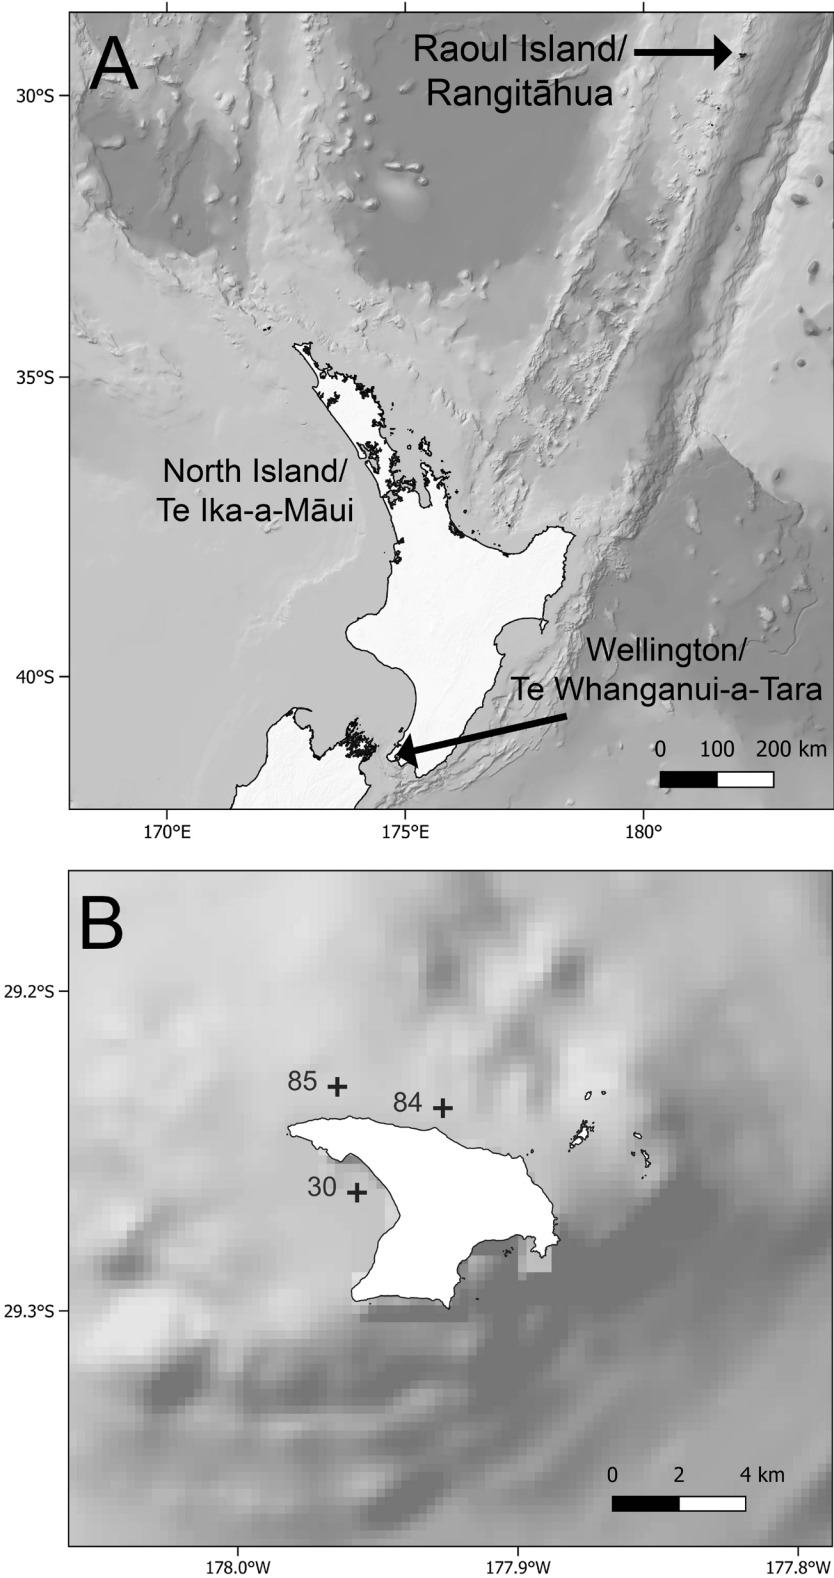 A
Raoul Island/
Rangitāhua
30°S
35°S
North Island/
Te Ika-a-Māui
Wellington/
Te Whanganui-a-Tara
40°S
0 100 200 km
170°E 175°E 180°
B
29.2°S
85
84
30
29.3°S
0 2 4 km
178.0°W 177.9°W 177.8°W